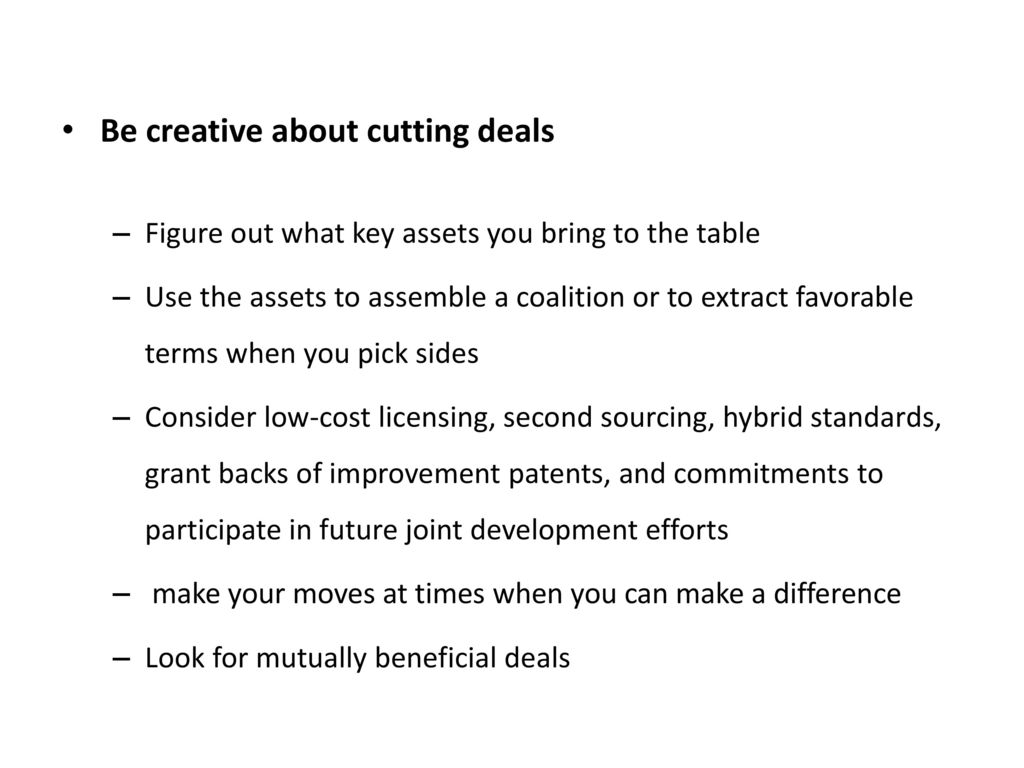 • Be creative about cutting deals
– Figure out what key assets you bring to the table
– Use the assets to assemble a coalition or to extract favorable
terms when you pick sides
– Consider low-cost licensing, second sourcing, hybrid standards,
grant backs of improvement patents, and commitments to
participate in future joint development efforts
– make your moves at times when you can make a difference
– Look for mutually beneficial deals